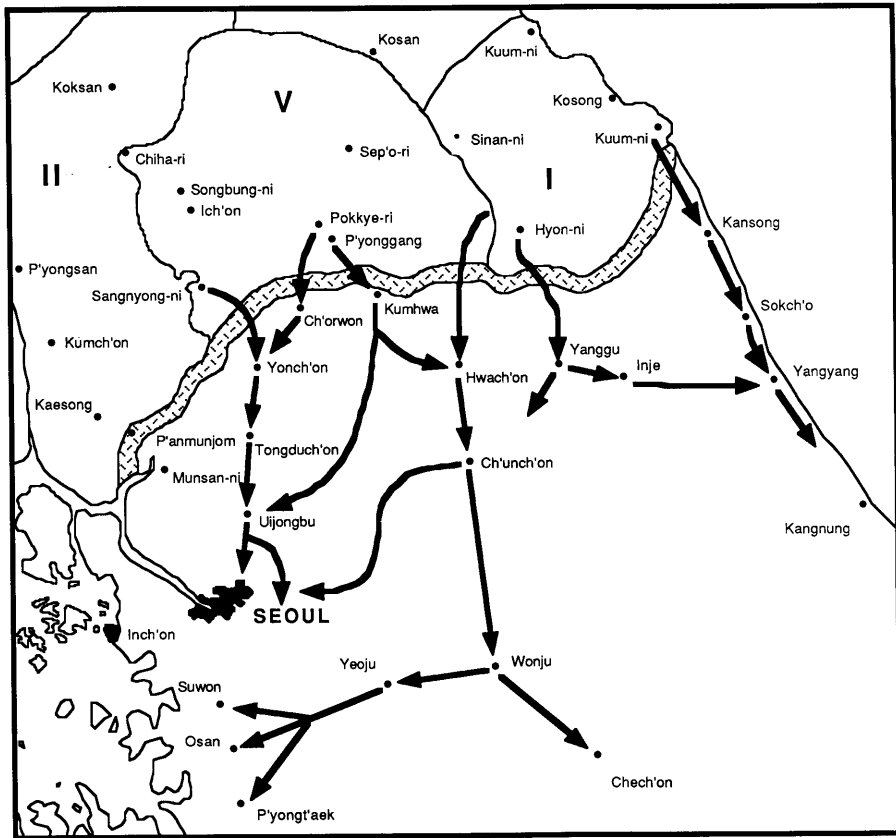 Kosan
Kuum-ni
Koksan
V
Kosong
Kuum-ni
Sinan-ni
Chiha-ri
Sep'o-ri
II
I
Songbung-ni
Ich'on
Pokkye-ri
P'yonggang
Hyon-ni
Kansong
P'yongsan
Sangnyong-ni
Ch'orwon
Kumhwa
Sokch'o
Kumch'on
Yonch'on
Hwach'on
Yanggu
Inje
Yangyang
Kaesong
P'anmunjom
Tongduch'on
Munsan-ni
Ch'unch'on
Uijongbu
Kangnung
SEOUL
Inch'on
Yeoju
Wonju
Suwon
Osan
Chech'on
P'yongt'aek